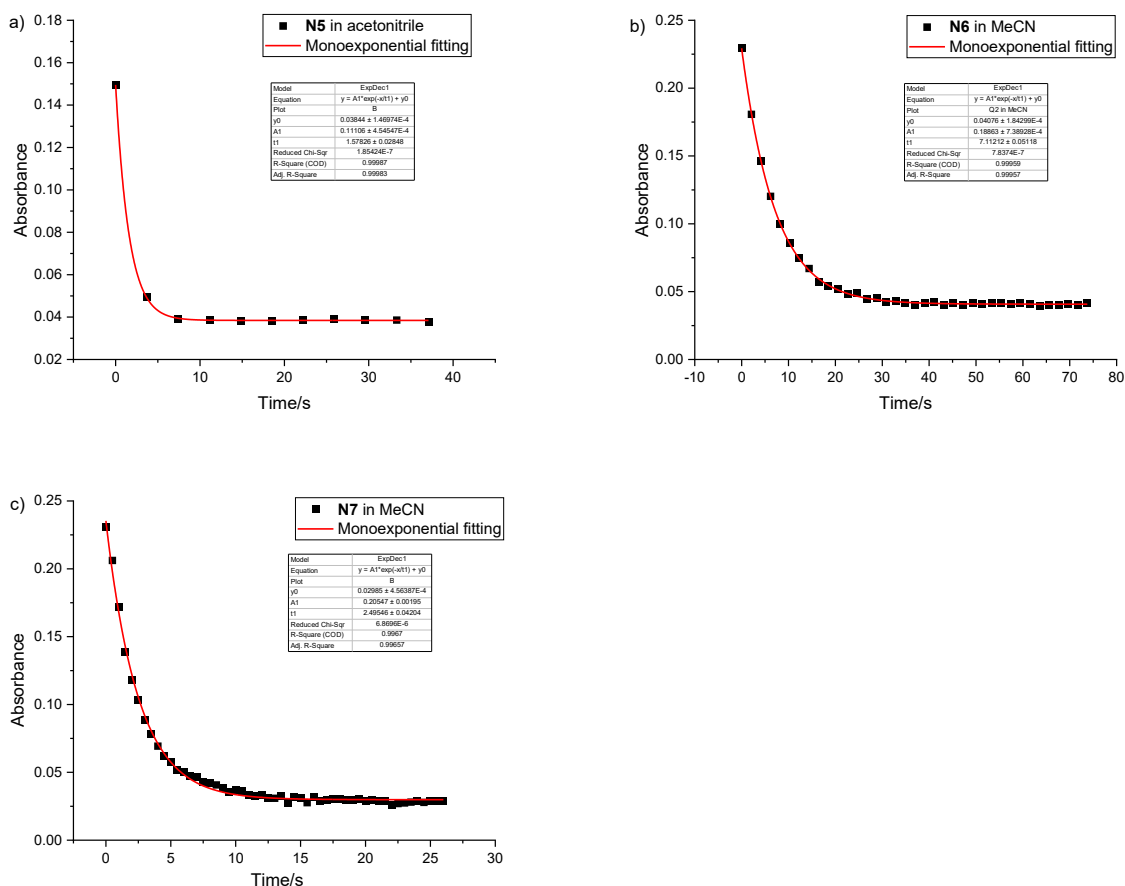 a)
N5 in acetonitrile
Monoexponential fitting
Model ExpDec1
Equation y = A1*exp(-x/t1) + y0
Plot B
y0 0.03844 ± 1.46974E-4
A1 0.11106 ± 4.54547E-4
t1 1.57826 ± 0.02848
Reduced Chi-Sqr 1.85424E-7
R-Square (COD) 0.99987
Adj. R-Square 0.99983
0.18
0.16
0.14
0.12
0.10
0.08
0.06
0.04
0.02
Absorbance
0 10 20 30 40
Time/s
b)
N6 in MeCN
Monoexponential fitting
Model ExpDec1
Equation y = A1*exp(-x/t1) + y0
Plot Q2 in MeCN
y0 0.04076 ± 1.84299E-4
A1 0.18863 ± 7.38928E-4
t1 7.11212 ± 0.05118
Reduced Chi-Sqr 7.8374E-7
R-Square (COD) 0.99959
Adj. R-Square 0.99957
0.25
0.20
0.15
0.10
0.05
0.00
Absorbance
-10 0 10 20 30 40 50 60 70 80
Time/s
c)
N7 in MeCN
Monoexponential fitting
Model ExpDec1
Equation y = A1*exp(-x/t1) + y0
Plot B
y0 0.02985 ± 4.56387E-4
A1 0.20547 ± 0.00195
t1 2.49546 ± 0.04204
Reduced Chi-Sqr 6.8696E-6
R-Square (COD) 0.9967
Adj. R-Square 0.99657
0.25
0.20
0.15
0.10
0.05
0.00
Absorbance
0 5 10 15 20 25 30
Time/s